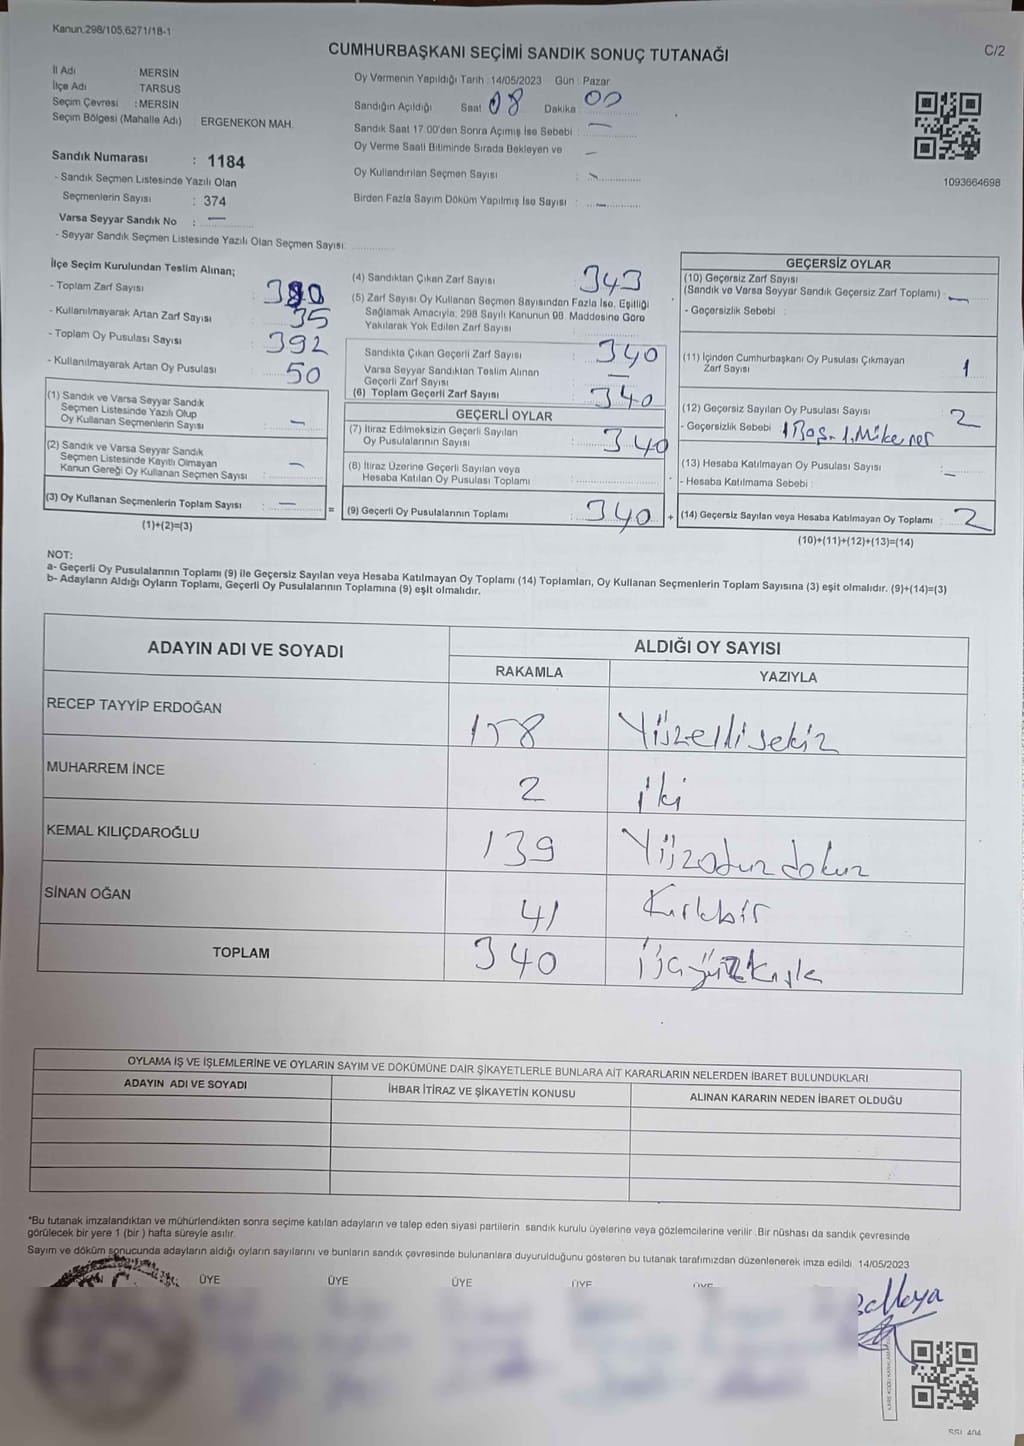 Kanun.298/105,6271/18-1
CUMHURBAŞKANI SEÇİMİ SANDIK SONUÇ TUTANAĞI
C/2
İl Adı MERSİN
İlçe Adı TARSUS
Seçim Çevresi : MERSİN
Seçim Bölgesi (Mahalle Adı) ERGENEKON MAH.
Sandık Numarası : 1184
- Sandık Seçmen Listesinde Yazılı Olan
Seçmenlerin Sayısı : 374
Varsa Seyyar Sandık No : —
- Seyyar Sandık Seçmen Listesinde Yazılı Olan Seçmen Sayısı:
Oy Vermenin Yapıldığı Tarih : 14/05/2023 Gün : Pazar
Sandığın Açıldığı Saat 08 Dakika 00
Sandık Saat 17.00'den Sonra Açımış İse Sebebi : —
Oy Verme Saati Bitiminde Sırada Bekleyen ve —
Oy Kullandırılan Seçmen Sayısı :
Birden Fazla Sayım Döküm Yapılmış İse Sayısı : —
1093664698
İlçe Seçim Kurulundan Teslim Alınan;
- Toplam Zarf Sayısı
- Kullanılmayarak Artan Zarf Sayısı 35
- Toplam Oy Pusulası Sayısı 392
- Kullanılmayarak Artan Oy Pusulası 50
(1) Sandık ve Varsa Seyyar Sandık
Seçmen Listesinde Yazılı Olup
Oy Kullanan Seçmenlerin Sayısı —
(2) Sandık ve Varsa Seyyar Sandık
Seçmen Listesinde Kayıtlı Olmayan
Kanun Gereği Oy Kullanan Seçmen Sayısı —
(3) Oy Kullanan Seçmenlerin Toplam Sayısı : — =
(1)+(2)=(3)
(4) Sandıktan Çıkan Zarf Sayısı 343
(5) Zarf Sayısı Oy Kullanan Seçmen Sayısından Fazla İse, Eşitliği
Sağlamak Amacıyla, 298 Sayılı Kanunun 98. Maddesine Göre
Yakılarak Yok Edilen Zarf Sayısı :
Sandıkta Çıkan Geçerli Zarf Sayısı : 340
Varsa Seyyar Sandıktan Teslim Alınan —
Geçerli Zarf Sayısı
(6) Toplam Geçerli Zarf Sayısı : 340
GEÇERLİ OYLAR
(7) İtiraz Edilmeksizin Geçerli Sayılan
Oy Pusulalarının Sayısı : 340
(8) İtiraz Üzerine Geçerli Sayılan veya
Hesaba Katılan Oy Pusulası Toplamı :
(9) Geçerli Oy Pusulalarının Toplamı : 340 +
GEÇERSİZ OYLAR
(10) Geçersiz Zarf Sayısı
(Sandık ve Varsa Seyyar Sandık Geçersiz Zarf Toplamı) : —
- Geçersizlik Sebebi :
(11) İçinden Cumhurbaşkanı Oy Pusulası Çıkmayan
Zarf Sayısı 1
(12) Geçersiz Sayılan Oy Pusulası Sayısı : 2
- Geçersizlik Sebebi : 1 Boş - 1. Mükerrer
(13) Hesaba Katılmayan Oy Pusulası Sayısı : —
- Hesaba Katılmama Sebebi :
(14) Geçersiz Sayılan veya Hesaba Katılmayan Oy Toplamı : 2
(10)+(11)+(12)+(13)=(14)
NOT:
a- Geçerli Oy Pusulalarının Toplamı (9) ile Geçersiz Sayılan veya Hesaba Katılmayan Oy Toplamı (14) Toplamları, Oy Kullanan Seçmenlerin Toplam Sayısına (3) eşit olmalıdır. (9)+(14)=(3)
b- Adayların Aldığı Oyların Toplamı, Geçerli Oy Pusulalarının Toplamına (9) eşit olmalıdır.
ADAYIN ADI VE SOYADI
ALDIĞI OY SAYISI
RAKAMLA YAZIYLA
RECEP TAYYİP ERDOĞAN 158 Yüzelli sekiz
MUHARREM İNCE 2 iki
KEMAL KILIÇDAROĞLU 139 Yüzotuz dokuz
SİNAN OĞAN 41 Kırkbir
TOPLAM 340 üçyüzkırk
OYLAMA İŞ VE İŞLEMLERİNE VE OYLARIN SAYIM VE DÖKÜMÜNE DAİR ŞİKAYETLERLE BUNLARA AİT KARARLARIN NELERDEN İBARET BULUNDUKLARI
ADAYIN ADI VE SOYADI İHBAR İTİRAZ VE ŞİKAYETİN KONUSU ALINAN KARARIN NEDEN İBARET OLDUĞU
*Bu tutanak imzalandıktan ve mühürlendikten sonra seçime katılan adayların ve talep eden siyasi partilerin sandık kurulu üyelerine veya gözlemcilerine verilir. Bir nüshası da sandık çevresinde
görülecek bir yere 1 (bir) hafta süreyle asılır.
Sayım ve döküm sonucunda adayların aldığı oyların sayılarını ve bunların sandık çevresinde bulunanlara duyurulduğunu gösteren bu tutanak tarafımızdan düzenlenerek imza edildi. 14/05/2023
ÜYE ÜYE ÜYE ÜYE ÜYE